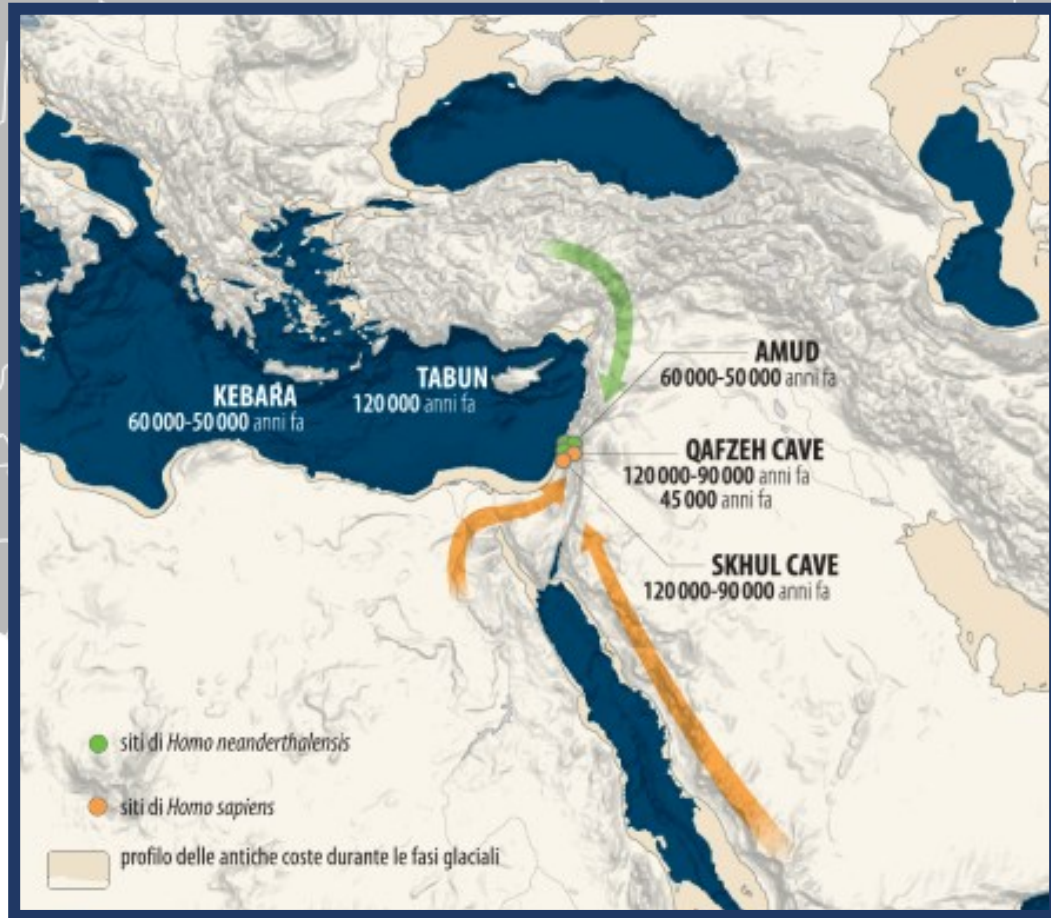 AMUD
60 000-50 000 anni fa
TABUN
120 000 anni fa
KEBARA
60 000-50 000 anni fa
QAFZEH CAVE
120 000-90 000 anni fa
45 000 anni fa
SKHUL CAVE
120 000-90 000 anni fa
siti di Homo neanderthalensis
siti di Homo sapiens
profilo delle antiche coste durante le fasi glaciali